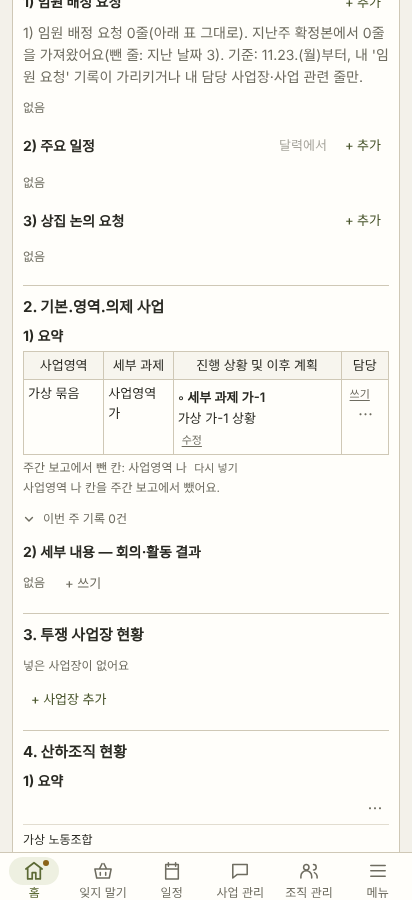 1) 임원 배정 요청
+ 추가
1) 임원 배정 요청 0줄(아래 표 그대로). 지난주 확정본에서 0줄
을 가져왔어요(뺀 줄: 지난 날짜 3). 기준: 11.23.(월)부터, 내 '임
원 요청' 기록이 가리키거나 내 담당 사업장·사업 관련 줄만.
없음
2) 주요 일정
달력에서
+ 추가
없음
3) 상집 논의 요청
+ 추가
없음
2. 기본.영역.의제 사업
1) 요약
사업영역
세부 과제
진행 상황 및 이후 계획
담당
가상 묶음
사업영역
가
∘ 세부 과제 가-1
가상 가-1 상황
수정
쓰기
…
주간 보고에서 뺀 칸: 사업영역 나 다시 넣기
사업영역 나 칸을 주간 보고에서 뺐어요.
이번 주 기록 0건
2) 세부 내용 — 회의·활동 결과
없음
+ 쓰기
3. 투쟁 사업장 현황
넣은 사업장이 없어요
+ 사업장 추가
4. 산하조직 현황
1) 요약
…
가상 노동조합
홈
잊지 말기
일정
사업 관리
조직 관리
메뉴